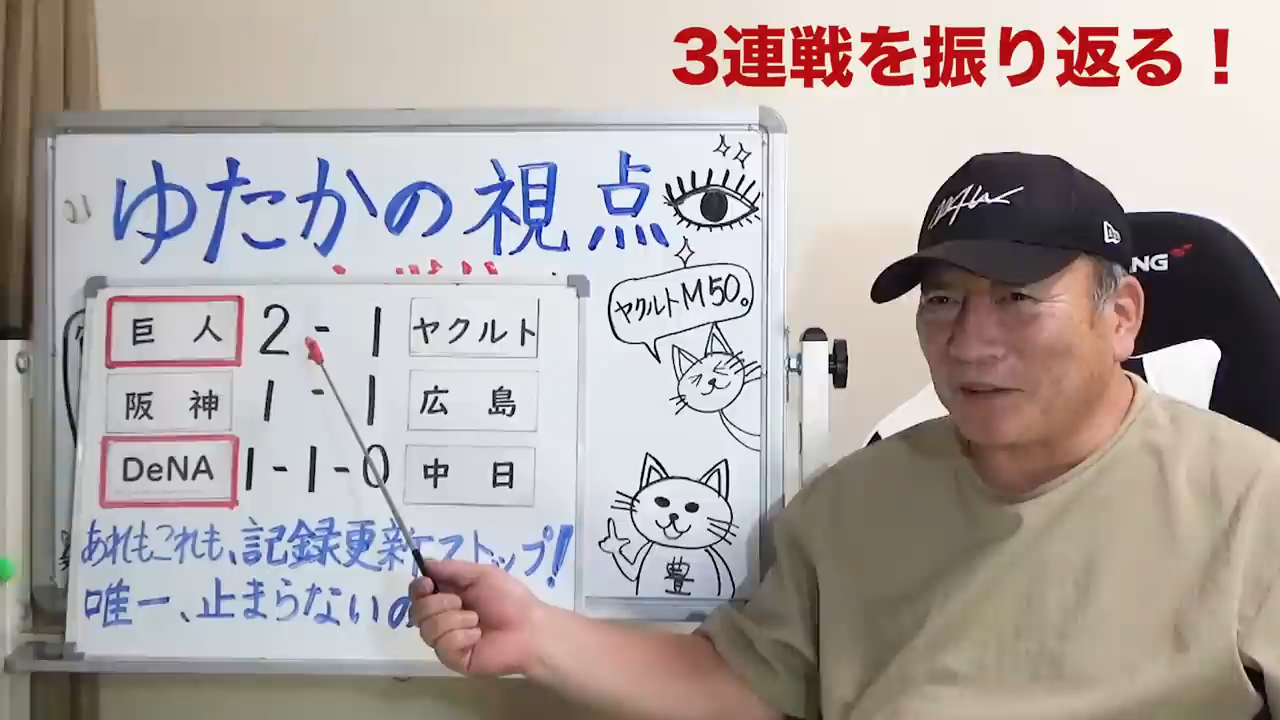 3連戦を振り返る！
ゆたかの視点
ヤクルトM50。
巨人 2-1 ヤクルト
阪神 1-1 広島
DeNA 1-1-0 中日
あれもこれも、記録更新でストップ!
唯一、止まらないの
豊
NG